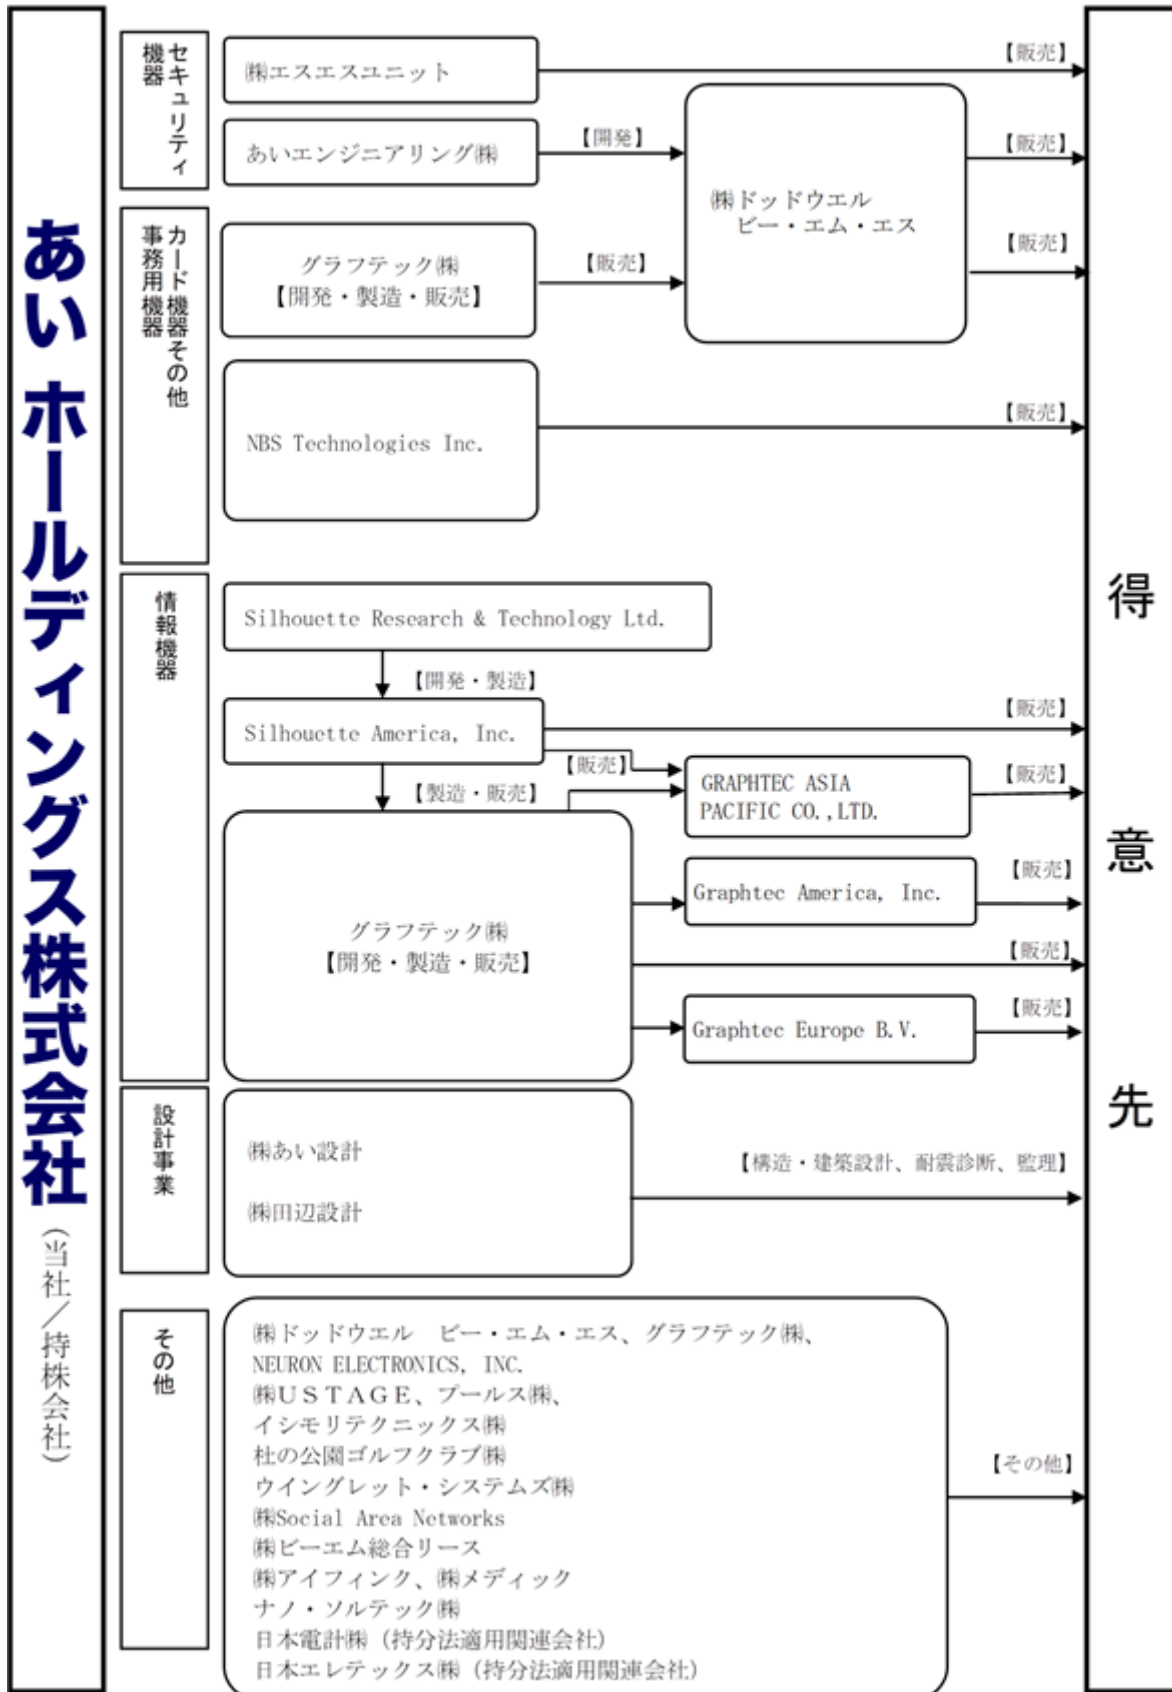 あい ホールディングス株式会社
(当社／持株会社)
セキュリティ
機器
㈱エスエスユニット
【販売】
あいエンジニアリング㈱
【開発】
㈱ドッドウエル
ビー・エム・エス
【販売】
カード機器その他
事務用機器
グラフテック㈱
【開発・製造・販売】
【販売】
【販売】
NBS Technologies Inc.
【販売】
情報機器
Silhouette Research & Technology Ltd.
【開発・製造】
Silhouette America, Inc.
【販売】
【販売】
【製造・販売】
GRAPHTEC ASIA
PACIFIC CO.,LTD.
【販売】
グラフテック㈱
【開発・製造・販売】
Graphtec America, Inc.
【販売】
【販売】
Graphtec Europe B.V.
【販売】
設計事業
㈱あい設計
㈱田辺設計
【構造・建築設計、耐震診断、監理】
その他
㈱ドッドウエル　ビー・エム・エス、グラフテック㈱、
NEURON ELECTRONICS, INC.
㈱ＵＳＴＡＧＥ、プールス㈱、
イシモリテクニックス㈱
杜の公園ゴルフクラブ㈱
ウイングレット・システムズ㈱
㈱Social Area Networks
㈱ビーエム総合リース
㈱アイフィンク、㈱メディック
ナノ・ソルテック㈱
日本電計㈱（持分法適用関連会社）
日本エレテックス㈱（持分法適用関連会社）
【その他】
得意先